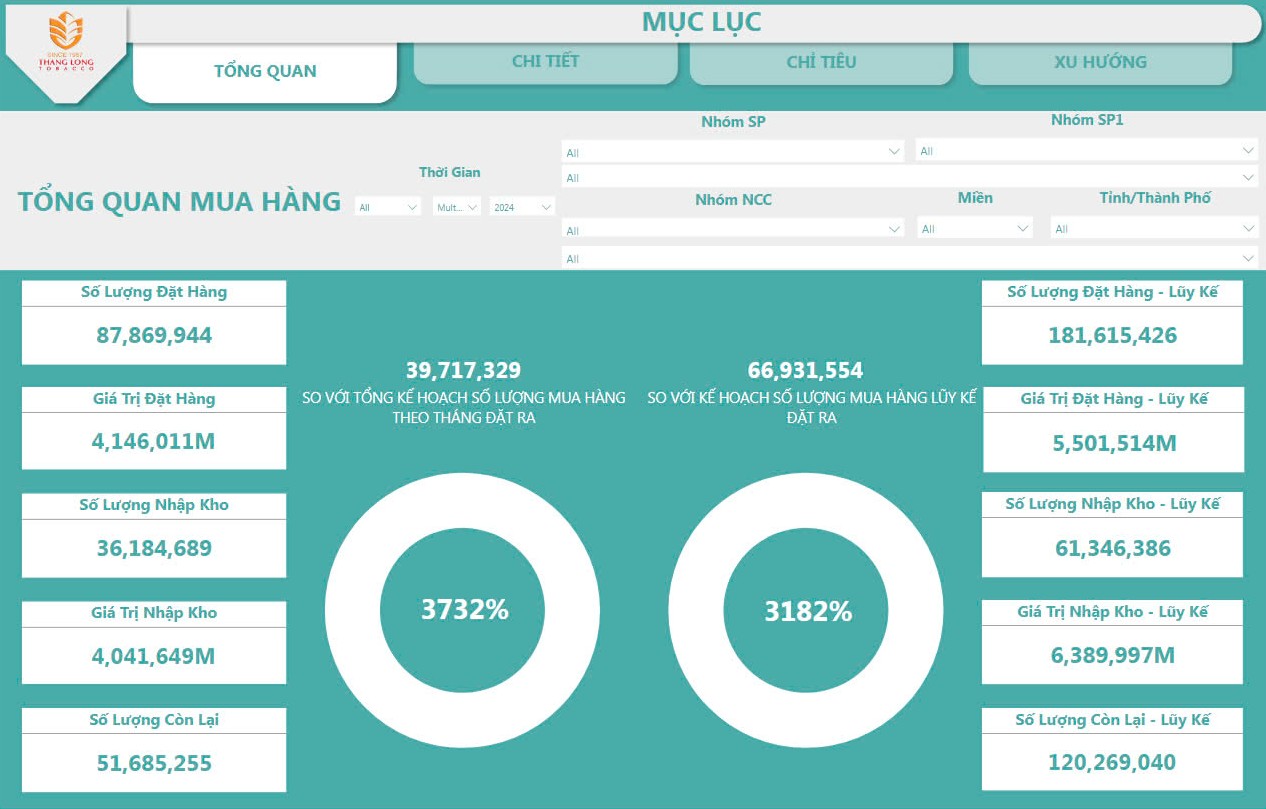 MỤC LỤC
SINCE 1987
THANG LONG
TOBACCO
TỔNG QUAN
CHI TIẾT
CHỈ TIÊU
XU HƯỚNG
TỔNG QUAN MUA HÀNG
Thời Gian
All
Mult...
2024
Nhóm SP
All
Nhóm SP1
All
All
Nhóm NCC
All
Miền
All
Tỉnh/Thành Phố
All
All
Số Lượng Đặt Hàng
87,869,944
Giá Trị Đặt Hàng
4,146,011M
Số Lượng Nhập Kho
36,184,689
Giá Trị Nhập Kho
4,041,649M
Số Lượng Còn Lại
51,685,255
39,717,329
SO VỚI TỔNG KẾ HOẠCH SỐ LƯỢNG MUA HÀNG
THEO THÁNG ĐẶT RA
3732%
66,931,554
SO VỚI KẾ HOẠCH SỐ LƯỢNG MUA HÀNG LŨY KẾ
ĐẶT RA
3182%
Số Lượng Đặt Hàng - Lũy Kế
181,615,426
Giá Trị Đặt Hàng - Lũy Kế
5,501,514M
Số Lượng Nhập Kho - Lũy Kế
61,346,386
Giá Trị Nhập Kho - Lũy Kế
6,389,997M
Số Lượng Còn Lại - Lũy Kế
120,269,040